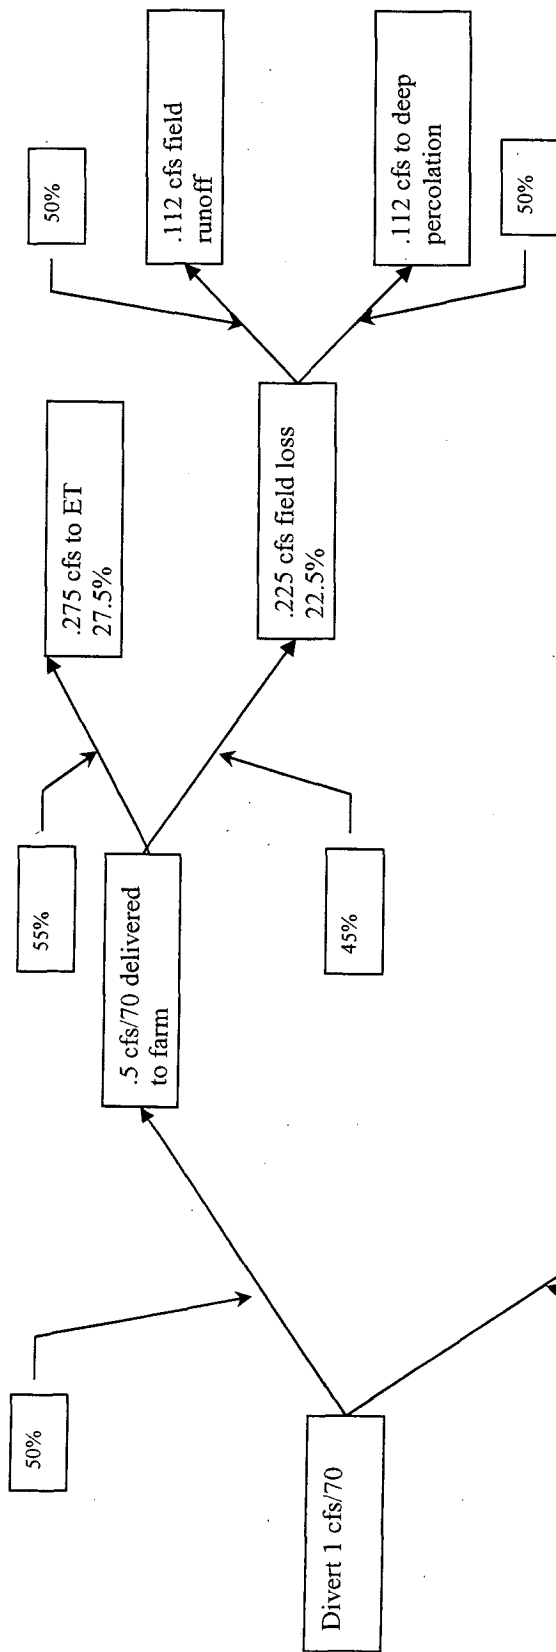 50%
Divert 1 cfs/70
.5 cfs/70 delivered
to farm
55%
45%
.275 cfs to ET
27.5%
.225 cfs field loss
22.5%
50%
.112 cfs field
runoff
.112 cfs to deep
percolation
50%